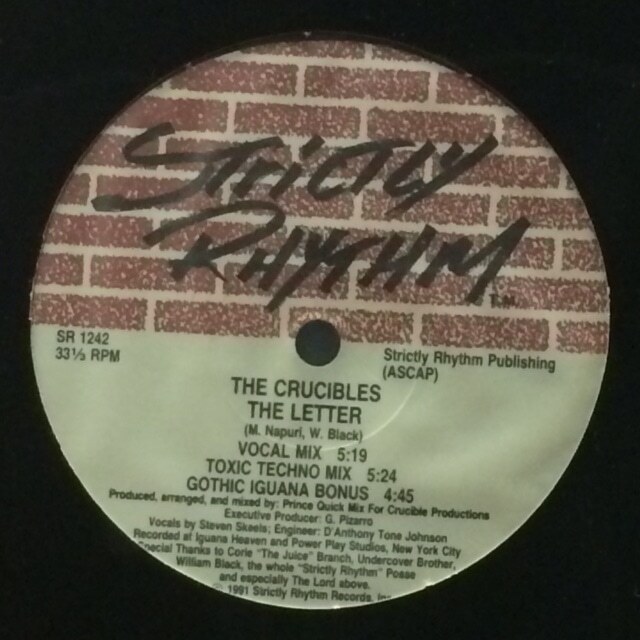 STRICTLY
RHYTHM
T.M.
SR 1242
33⅓ RPM
Strictly Rhythm Publishing
(ASCAP)
THE CRUCIBLES
THE LETTER
(M. Napuri, W. Black)
VOCAL MIX 5:19
TOXIC TECHNO MIX 5:24
GOTHIC IGUANA BONUS 4:45
Produced, arranged, and mixed by: Prince Quick Mix For Crucible Productions
Executive Producer: G. Pizarro
Vocals by Steven Skeels; Engineer: D'Anthony Tone Johnson
Recorded at Iguana Heaven and Power Play Studios, New York City
Special Thanks to Corie "The Juice" Branch, Undercover Brother,
William Black, the whole "Strictly Rhythm" Posse
and especially The Lord above.
1991 Strictly Rhythm Records,